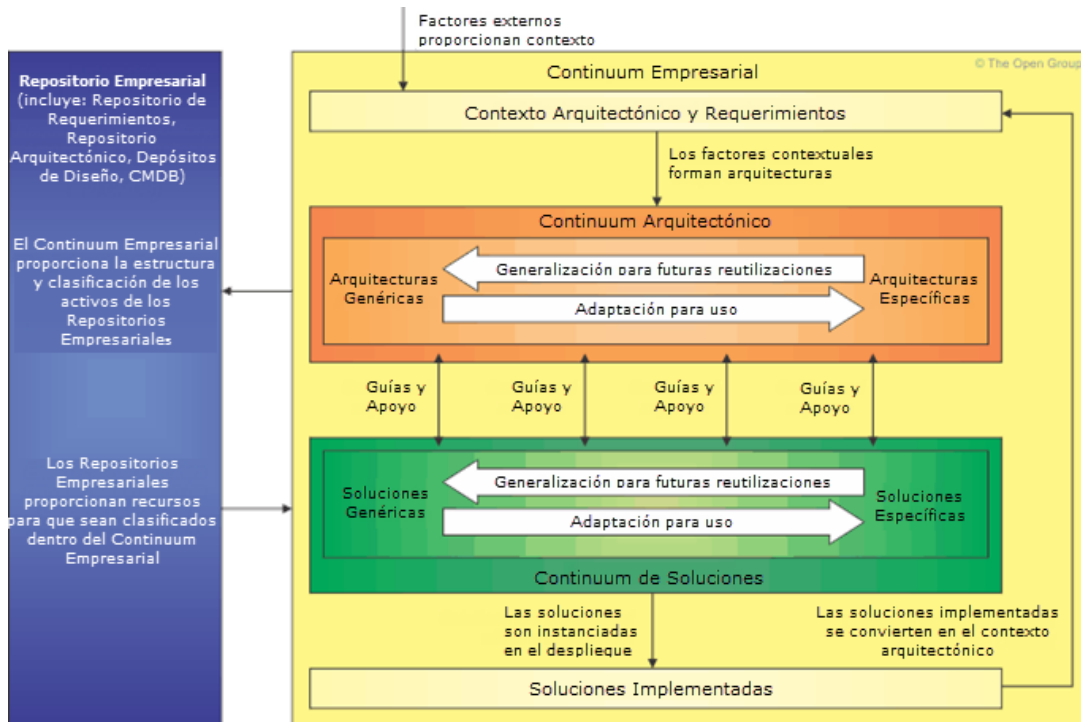 Factores externos
proporcionan contexto
Repositorio Empresarial
(incluye: Repositorio de
Requerimientos,
Repositorio
Arquitectónico, Depósitos
de Diseño, CMDB)
El Continuum Empresarial
proporciona la estructura
y clasificación de los
activos de los
Repositorios
Empresariales
Los Repositorios
Empresariales
proporcionan recursos
para que sean clasificados
dentro del Continuum
Empresarial
© The Open Group
Continuum Empresarial
Contexto Arquitectónico y Requerimientos
Los factores contextuales
forman arquitecturas
Continuum Arquitectónico
Arquitecturas
Genéricas
Generalización para futuras reutilizaciones
Adaptación para uso
Arquitecturas
Específicas
Guías y
Apoyo
Guías y
Apoyo
Guías y
Apoyo
Guías y
Apoyo
Soluciones
Genéricas
Generalización para futuras reutilizaciones
Adaptación para uso
Soluciones
Específicas
Continuum de Soluciones
Las soluciones
son instanciadas
en el despliegue
Las soluciones implementadas
se convierten en el contexto
arquitectónico
Soluciones Implementadas